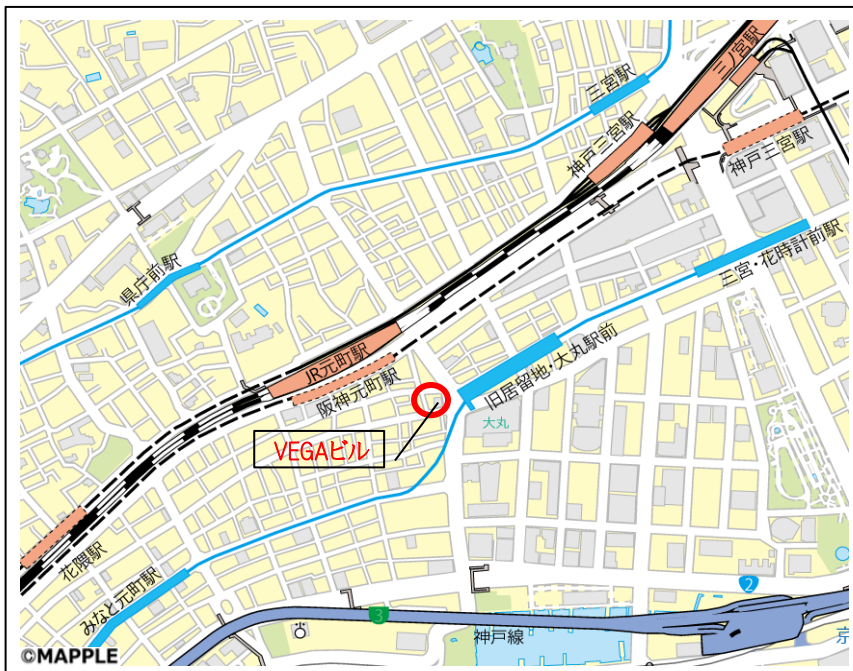 三ノ宮駅
三宮駅
神戸三宮駅
神戸三宮駅
県庁前駅
三宮・花時計前駅
JR元町駅
阪神元町駅
旧居留地・大丸駅前
大丸
VEGAビル
花隈駅
みなと元町駅
2
3
神戸線
京
©MAPPLE